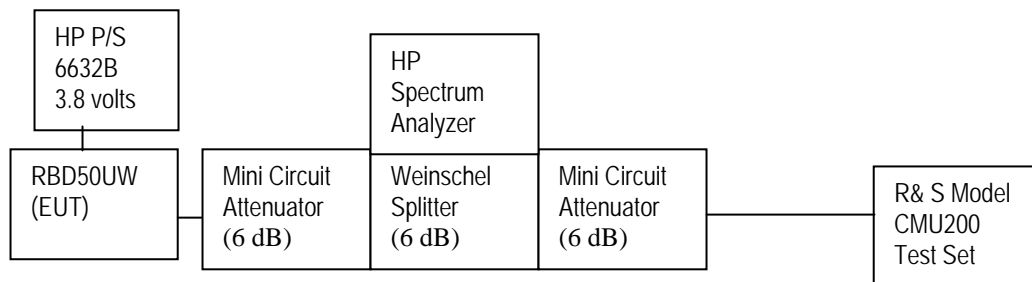 HP P/S
6632B
3.8 volts
HP
Spectrum
Analyzer
RBD50UW
(EUT)
Mini Circuit
Attenuator
(6 dB)
Weinschel
Splitter
(6 dB)
Mini Circuit
Attenuator
(6 dB)
R& S Model
CMU200
Test Set